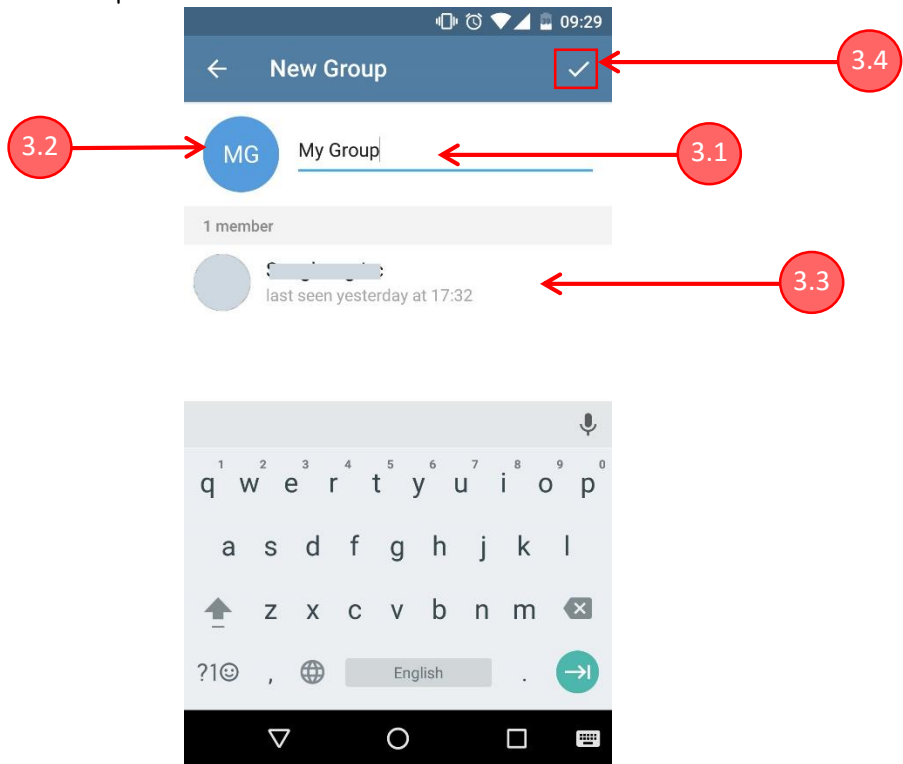 09:29
New Group
3.4
3.2
MG
My Group
3.1
1 member
last seen yesterday at 17:32
3.3
1 2 3 4 5 6 7 8 9 0
q w e r t y u i o p
a s d f g h j k l
z x c v b n m
?1☺ , English .